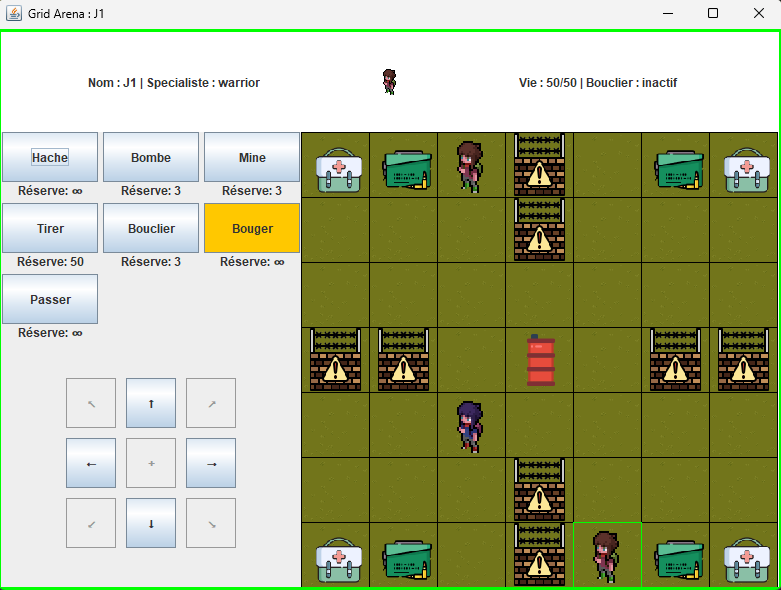 Grid Arena : J1
Nom : J1 | Specialiste : warrior
Vie : 50/50 | Bouclier : inactif
Hache
Bombe
Mine
Réserve: ∞
Réserve: 3
Réserve: 3
Tirer
Bouclier
Bouger
Réserve: 50
Réserve: 3
Réserve: ∞
Passer
Réserve: ∞
↖
↑
↗
←
+
→
↙
↓
↘